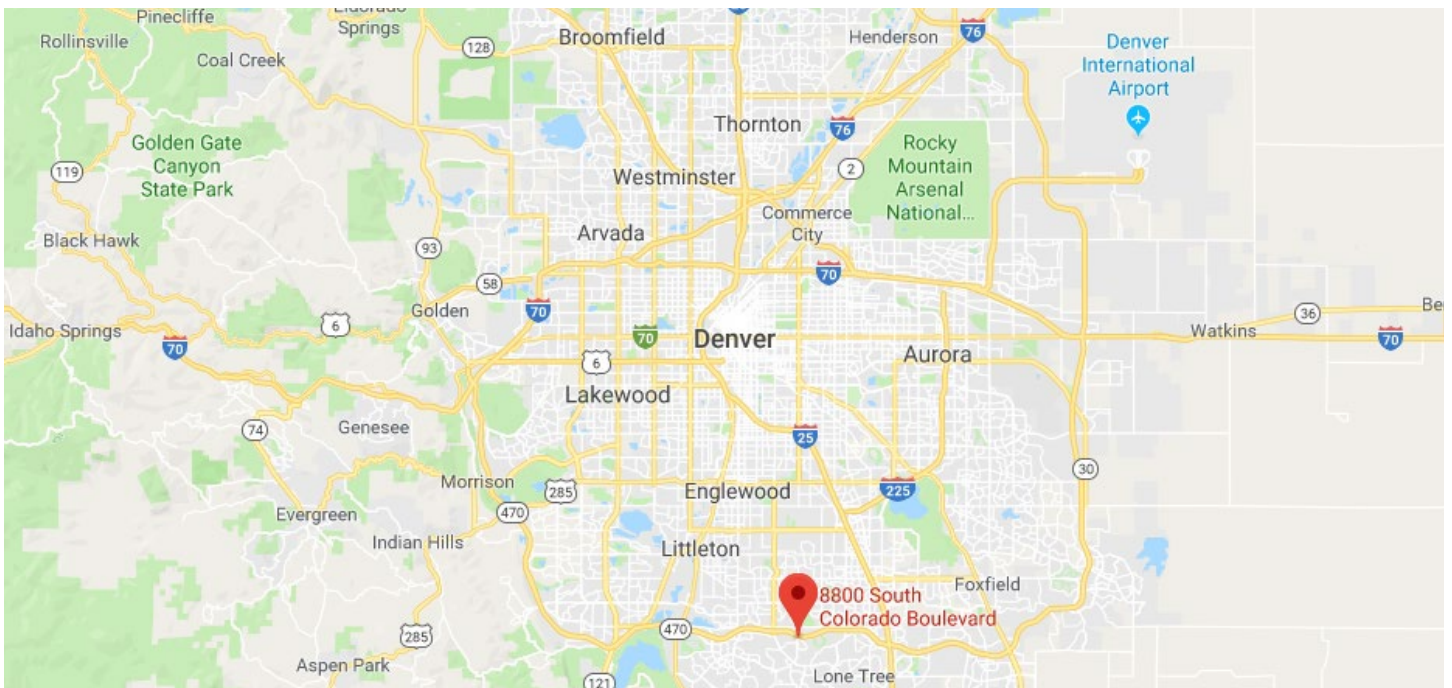 Pinecliffe
Eldorado
Springs
Rollinsville
Coal Creek
128
Broomfield
Henderson
76
Denver
International
Airport
Golden Gate
Canyon
State Park
119
Thornton
76
2
Rocky
Mountain
Arsenal
National...
Westminster
Commerce
City
Black Hawk
93
Arvada
58
70
70
Golden
Idaho Springs
6
70
70
Denver
6
Aurora
Watkins
36
Be
70
Lakewood
74
Genesee
25
30
Morrison
285
Englewood
225
470
Evergreen
Indian Hills
Littleton
Foxfield
8800 South
Colorado Boulevard
285
470
Aspen Park
121
Lone Tree